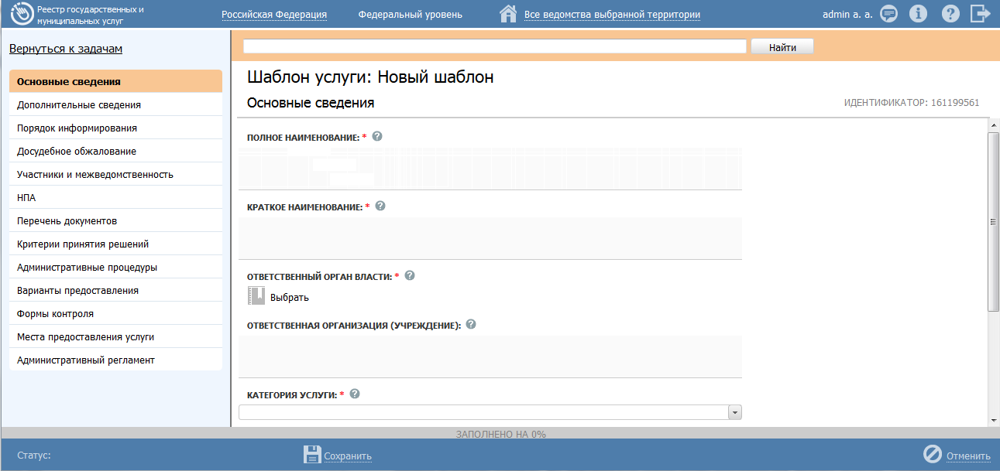 Реестр государственных и
муниципальных услуг
Российская Федерация
Федеральный уровень
Все ведомства выбранной территории
admin a. a.
Вернуться к задачам
Основные сведения
Дополнительные сведения
Порядок информирования
Досудебное обжалование
Участники и межведомственность
НПА
Перечень документов
Критерии принятия решений
Административные процедуры
Варианты предоставления
Формы контроля
Места предоставления услуги
Административный регламент
Найти
Шаблон услуги: Новый шаблон
Основные сведения
ИДЕНТИФИКАТОР: 161199561
ПОЛНОЕ НАИМЕНОВАНИЕ: *
КРАТКОЕ НАИМЕНОВАНИЕ: *
ОТВЕТСТВЕННЫЙ ОРГАН ВЛАСТИ: *
Выбрать
ОТВЕТСТВЕННАЯ ОРГАНИЗАЦИЯ (УЧРЕЖДЕНИЕ):
КАТЕГОРИЯ УСЛУГИ: *
ЗАПОЛНЕНО НА 0%
Статус:
Сохранить
Отменить